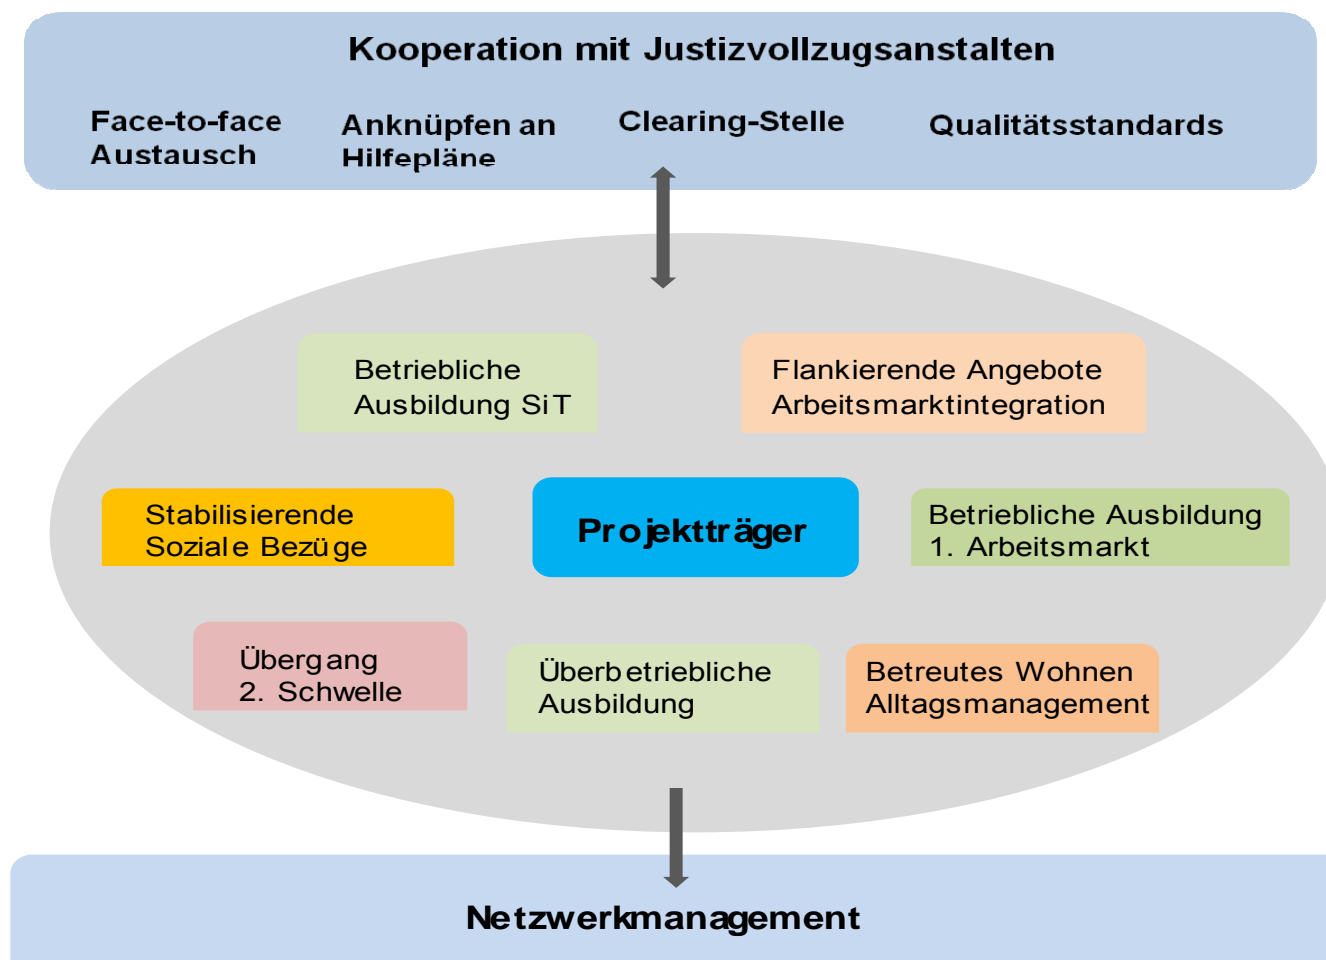 Kooperation mit Justizvollzugsanstalten
Face-to-face
Austausch
Anknüpfen an
Hilfepläne
Clearing-Stelle
Qualitätsstandards
Betriebliche
Ausbildung SiT
Flankierende Angebote
Arbeitsmarktintegration
Stabilisierende
Soziale Bezüge
Projektträger
Betriebliche Ausbildung
1. Arbeitsmarkt
Übergang
2. Schwelle
Überbetriebliche
Ausbildung
Betreutes Wohnen
Alltagsmanagement
Netzwerkmanagement